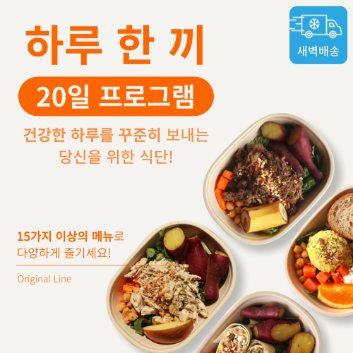 하루 한 끼
새벽배송
20일 프로그램
건강한 하루를 꾸준히 보내는
당신을 위한 식단!
15가지 이상의 메뉴로
다양하게 즐기세요!
Original Line